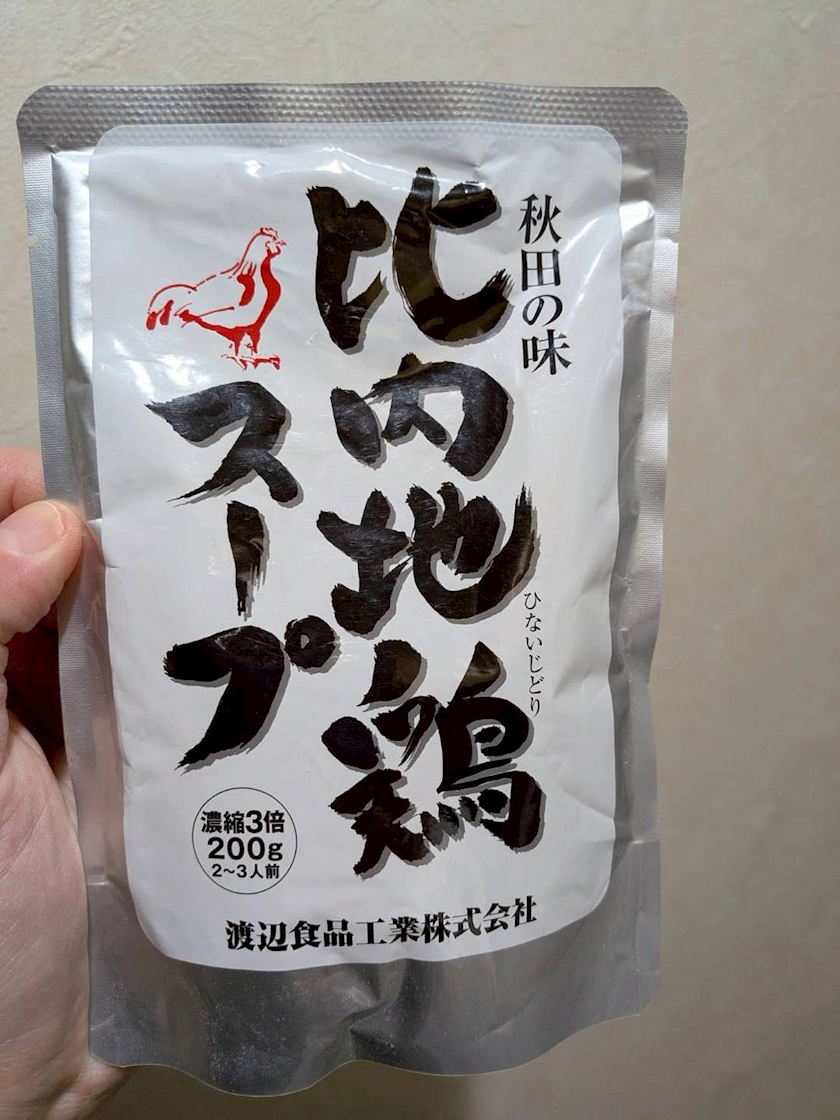 秋田の味
比内地鶏
ひないじどり
スープ
濃縮3倍
200g
2~3人前
渡辺食品工業株式会社